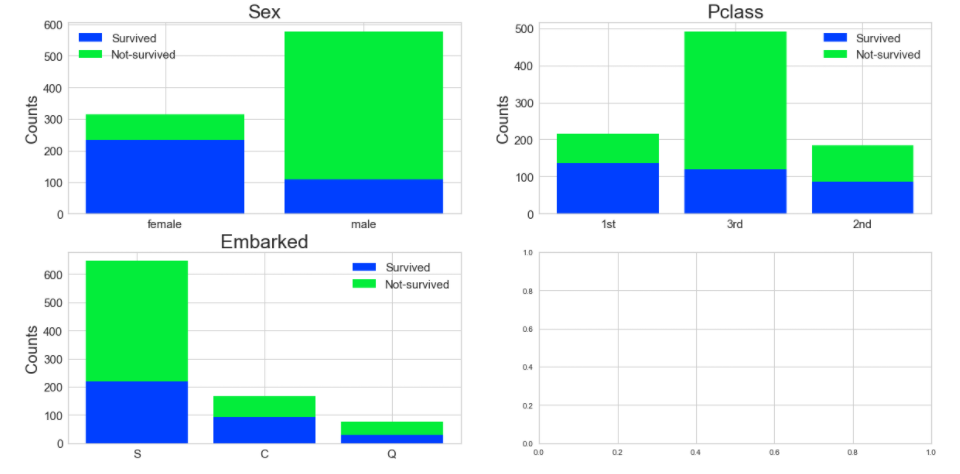 Sex
600
500
400
300
200
100
0
Counts
Survived
Not-survived
female male
Pclass
500
400
300
200
100
0
Counts
Survived
Not-survived
1st 3rd 2nd
Embarked
600
500
400
300
200
100
0
Counts
Survived
Not-survived
S C Q
1.0
0.8
0.6
0.4
0.2
0.0
0.0 0.2 0.4 0.6 0.8 1.0